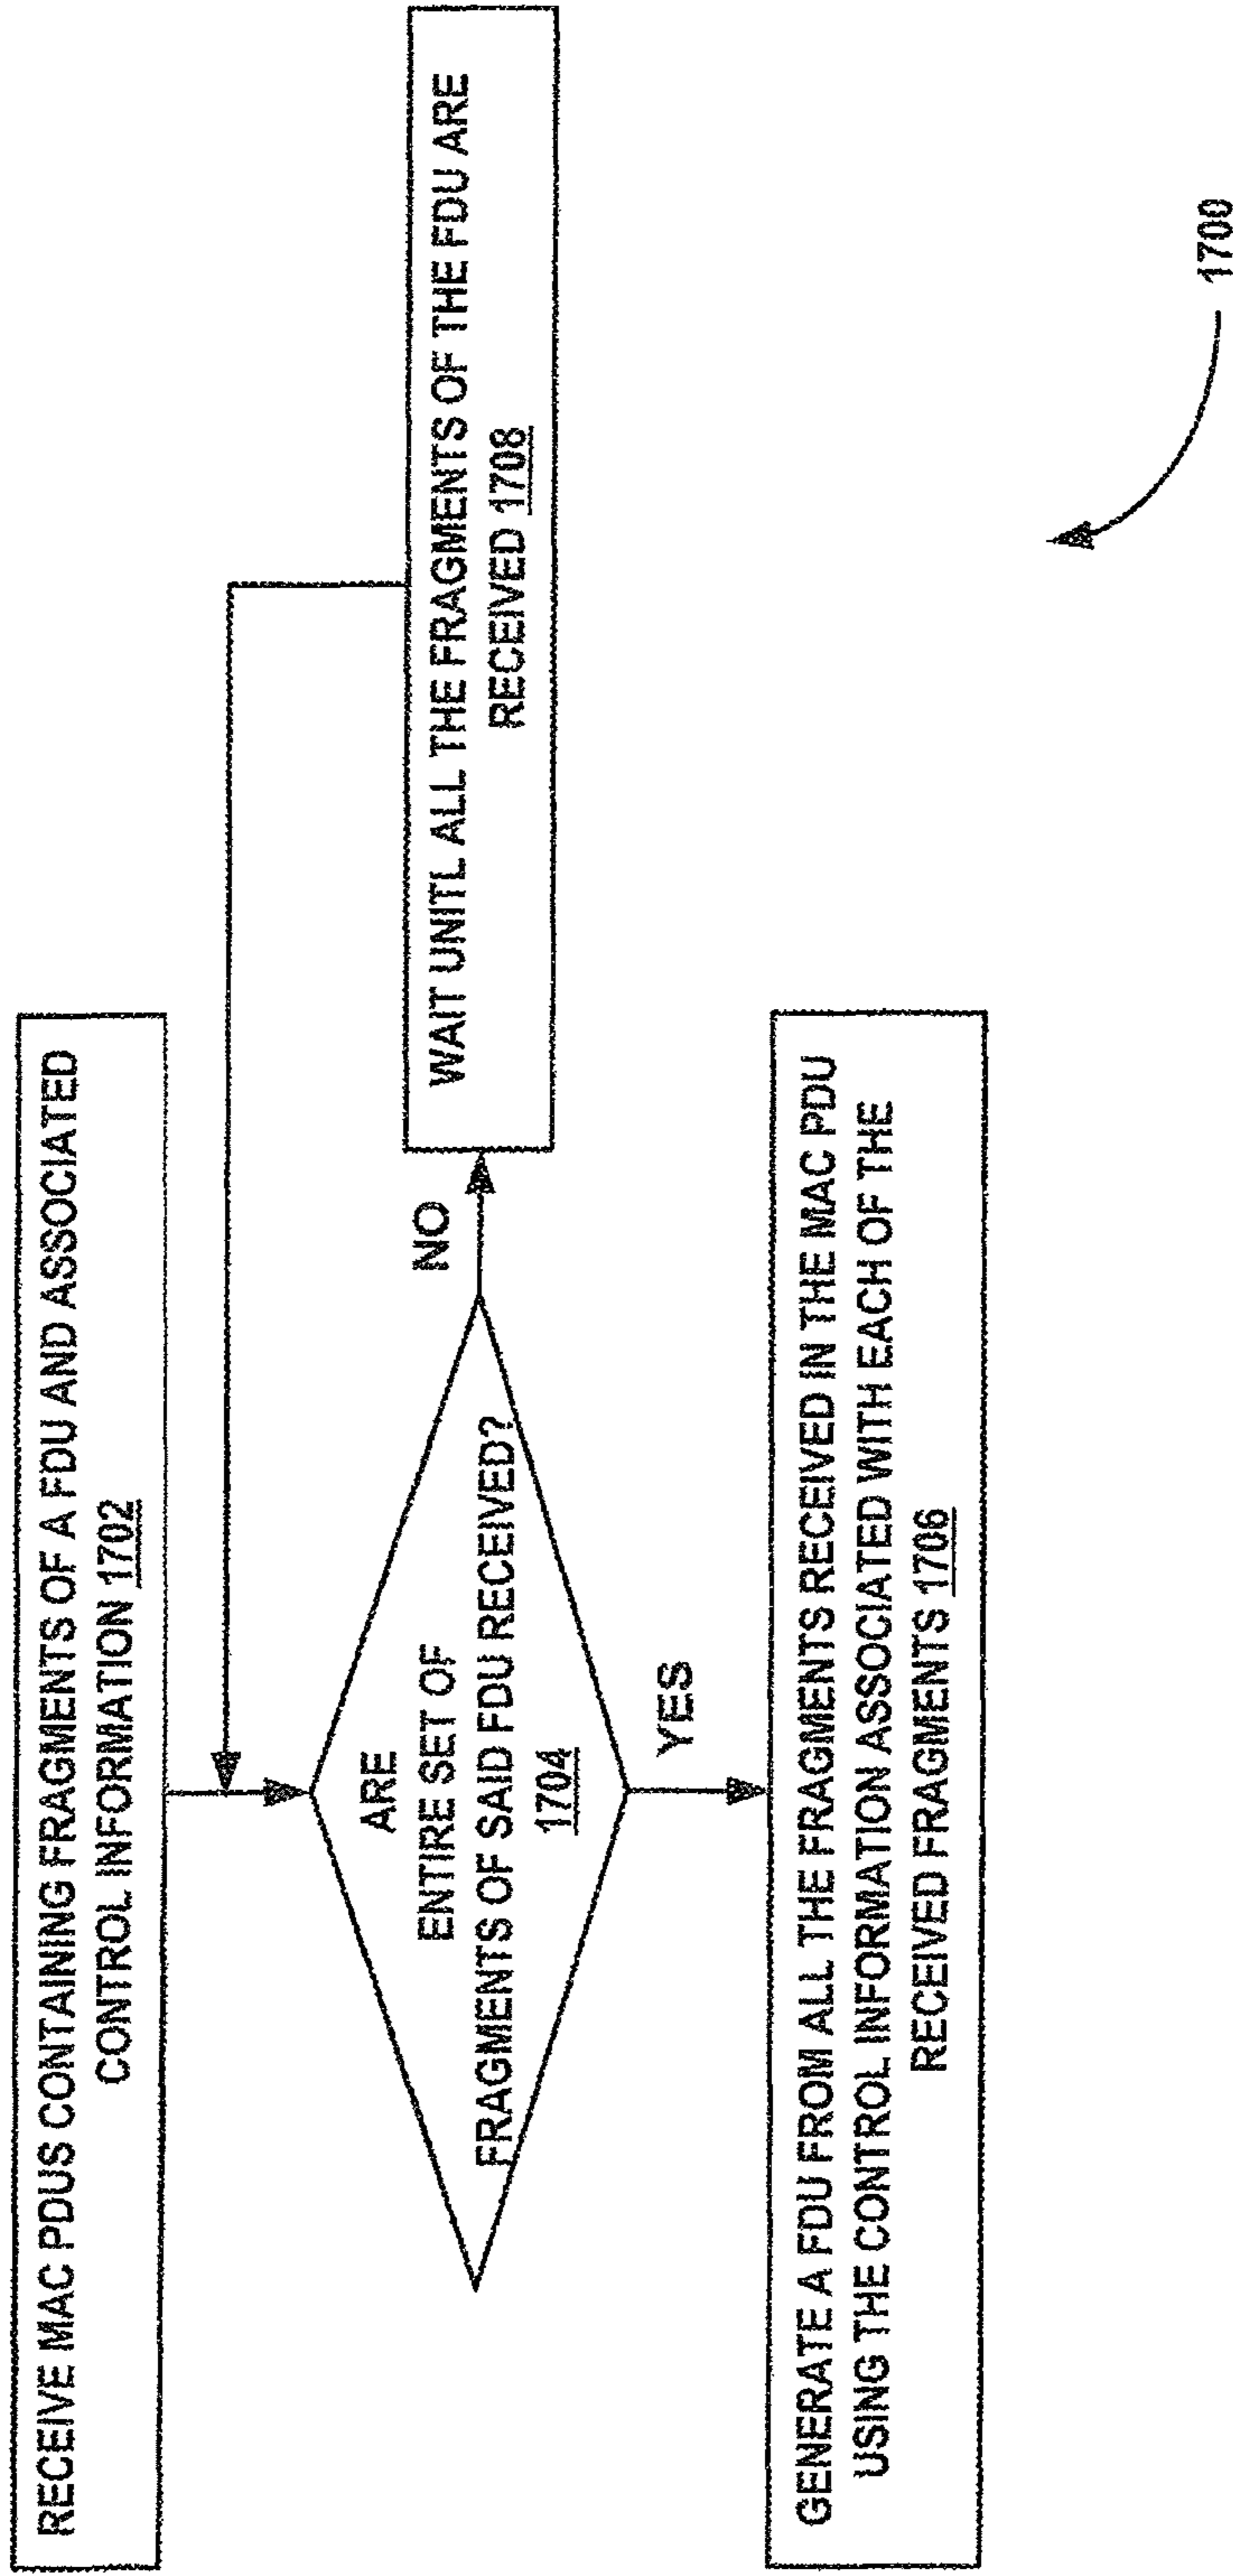 RECEIVE MAC PDUS CONTAINING FRAGMENTS OF A FDU AND ASSOCIATED
CONTROL INFORMATION 1702
ARE
ENTIRE SET OF
FRAGMENTS OF SAID FDU RECEIVED?
1704
NO
WAIT UNITL ALL THE FRAGMENTS OF THE FDU ARE
RECEIVED 1708
YES
GENERATE A FDU FROM ALL THE FRAGMENTS RECEIVED IN THE MAC PDU
USING THE CONTROL INFORMATION ASSOCIATED WITH EACH OF THE
RECEIVED FRAGMENTS 1706
1700